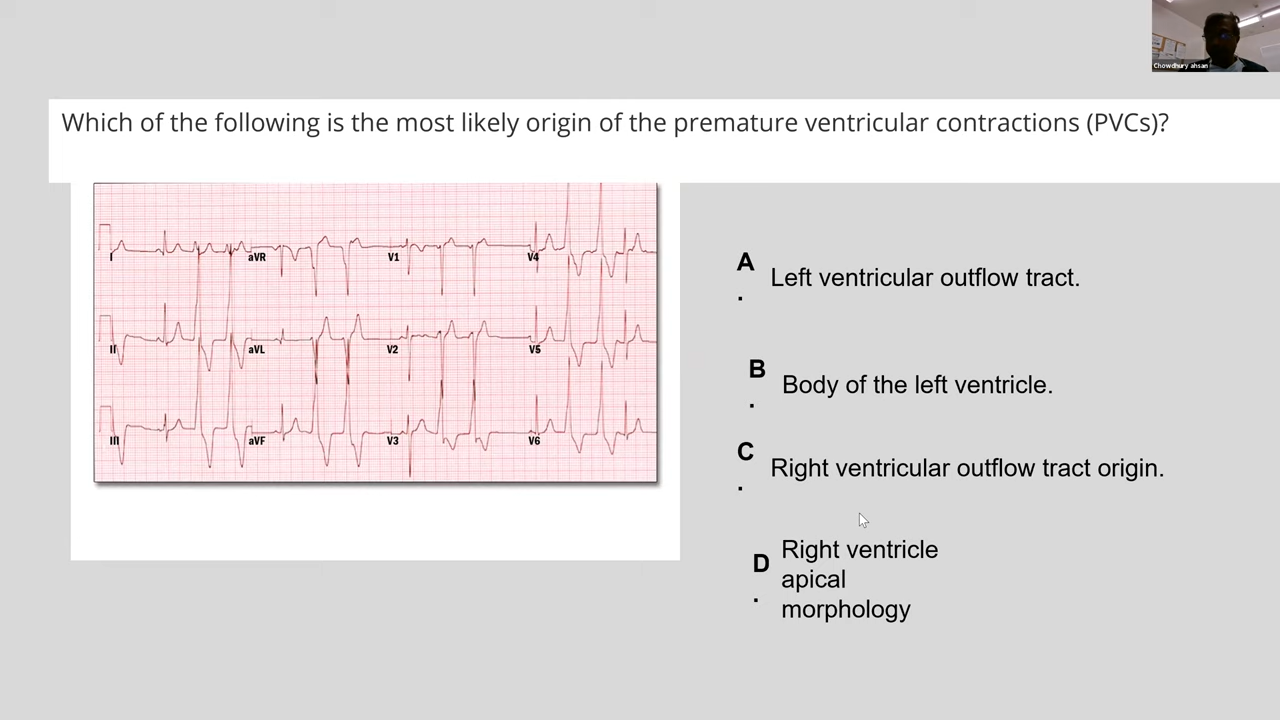 Chowdhury ahsan
Which of the following is the most likely origin of the premature ventricular contractions (PVCs)?
I
aVR
V1
V4
II
aVL
V2
V5
III
aVF
V3
V6
A
.
Left ventricular outflow tract.
B
.
Body of the left ventricle.
C
.
Right ventricular outflow tract origin.
D
.
Right ventricle
apical
morphology